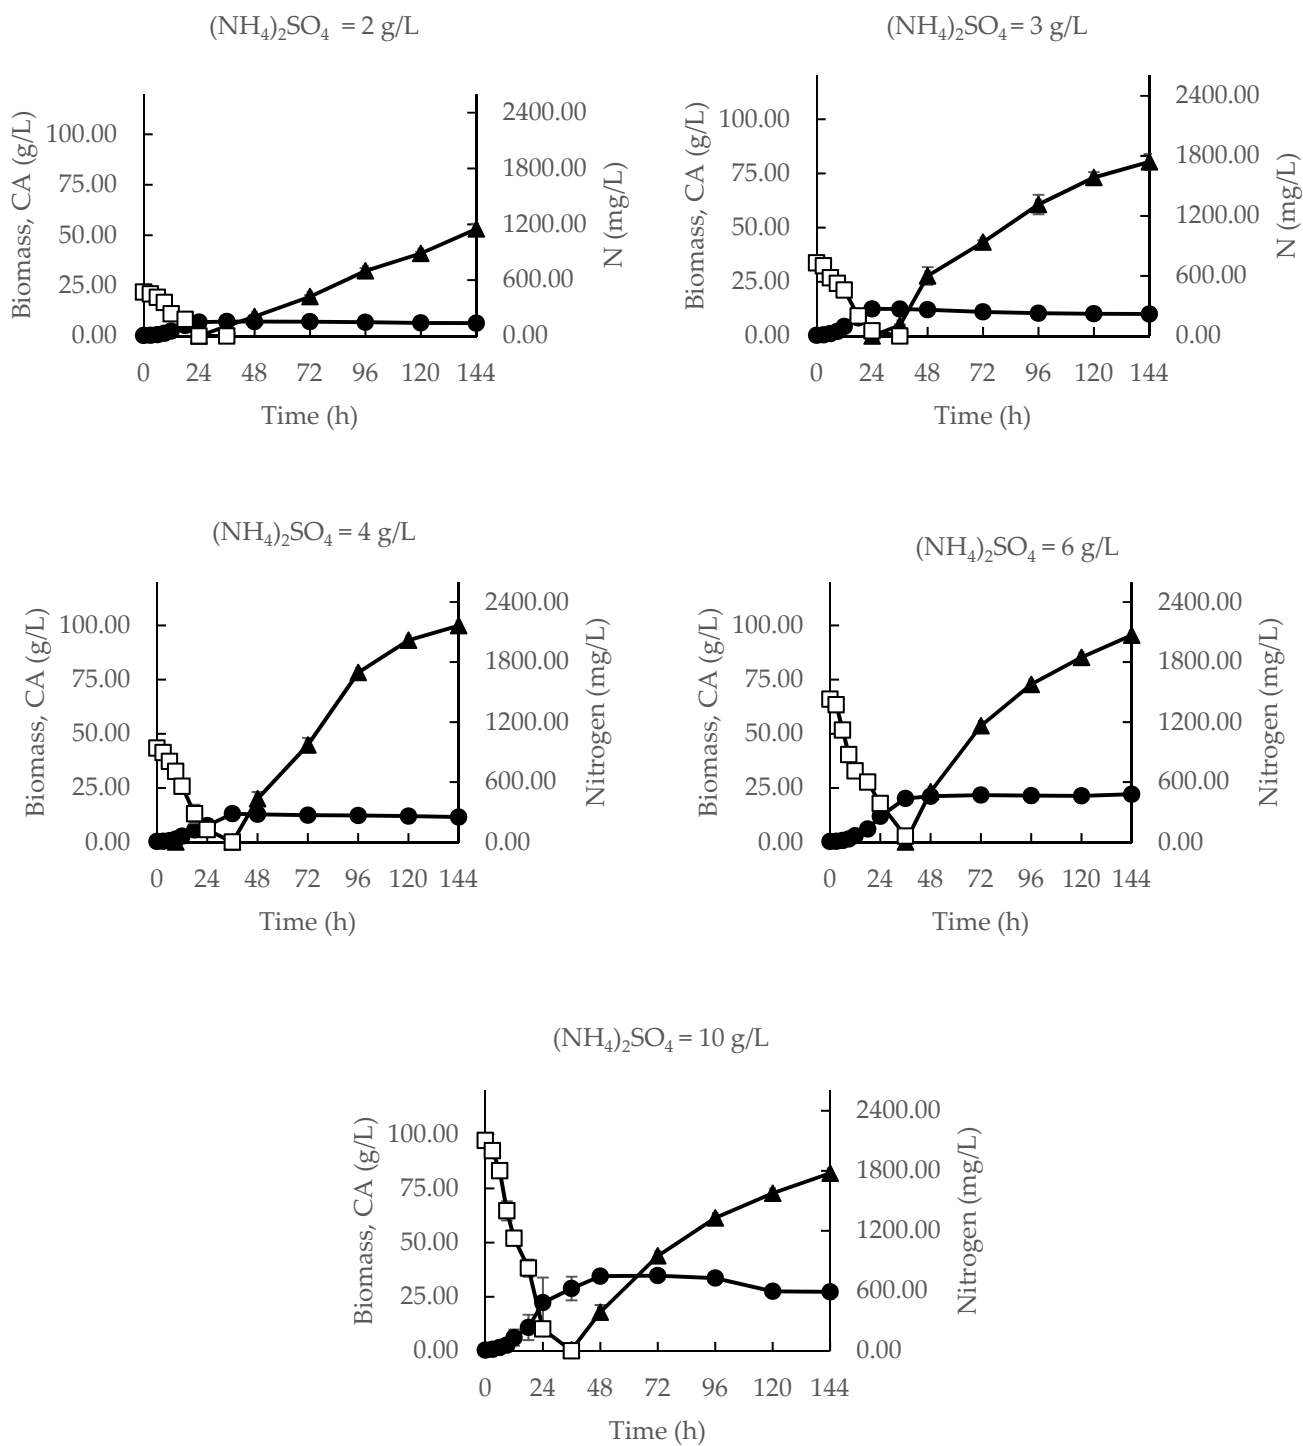 (NH₄)₂SO₄ = 2 g/L
Biomass, CA (g/L)
100.00
75.00
50.00
25.00
0.00
2400.00
1800.00
1200.00
600.00
0.00
N (mg/L)
0 24 48 72 96 120 144
Time (h)
(NH₄)₂SO₄ = 3 g/L
Biomass, CA (g/L)
100.00
75.00
50.00
25.00
0.00
2400.00
1800.00
1200.00
600.00
0.00
N (mg/L)
0 24 48 72 96 120 144
Time (h)
(NH₄)₂SO₄ = 4 g/L
Biomass, CA (g/L)
100.00
75.00
50.00
25.00
0.00
2400.00
1800.00
1200.00
600.00
0.00
Nitrogen (mg/L)
0 24 48 72 96 120 144
Time (h)
(NH₄)₂SO₄ = 6 g/L
Biomass, CA (g/L)
100.00
75.00
50.00
25.00
0.00
2400.00
1800.00
1200.00
600.00
0.00
Nitrogen (mg/L)
0 24 48 72 96 120 144
Time (h)
(NH₄)₂SO₄ = 10 g/L
Biomass, CA (g/L)
100.00
75.00
50.00
25.00
0.00
2400.00
1800.00
1200.00
600.00
0.00
Nitrogen (mg/L)
0 24 48 72 96 120 144
Time (h)